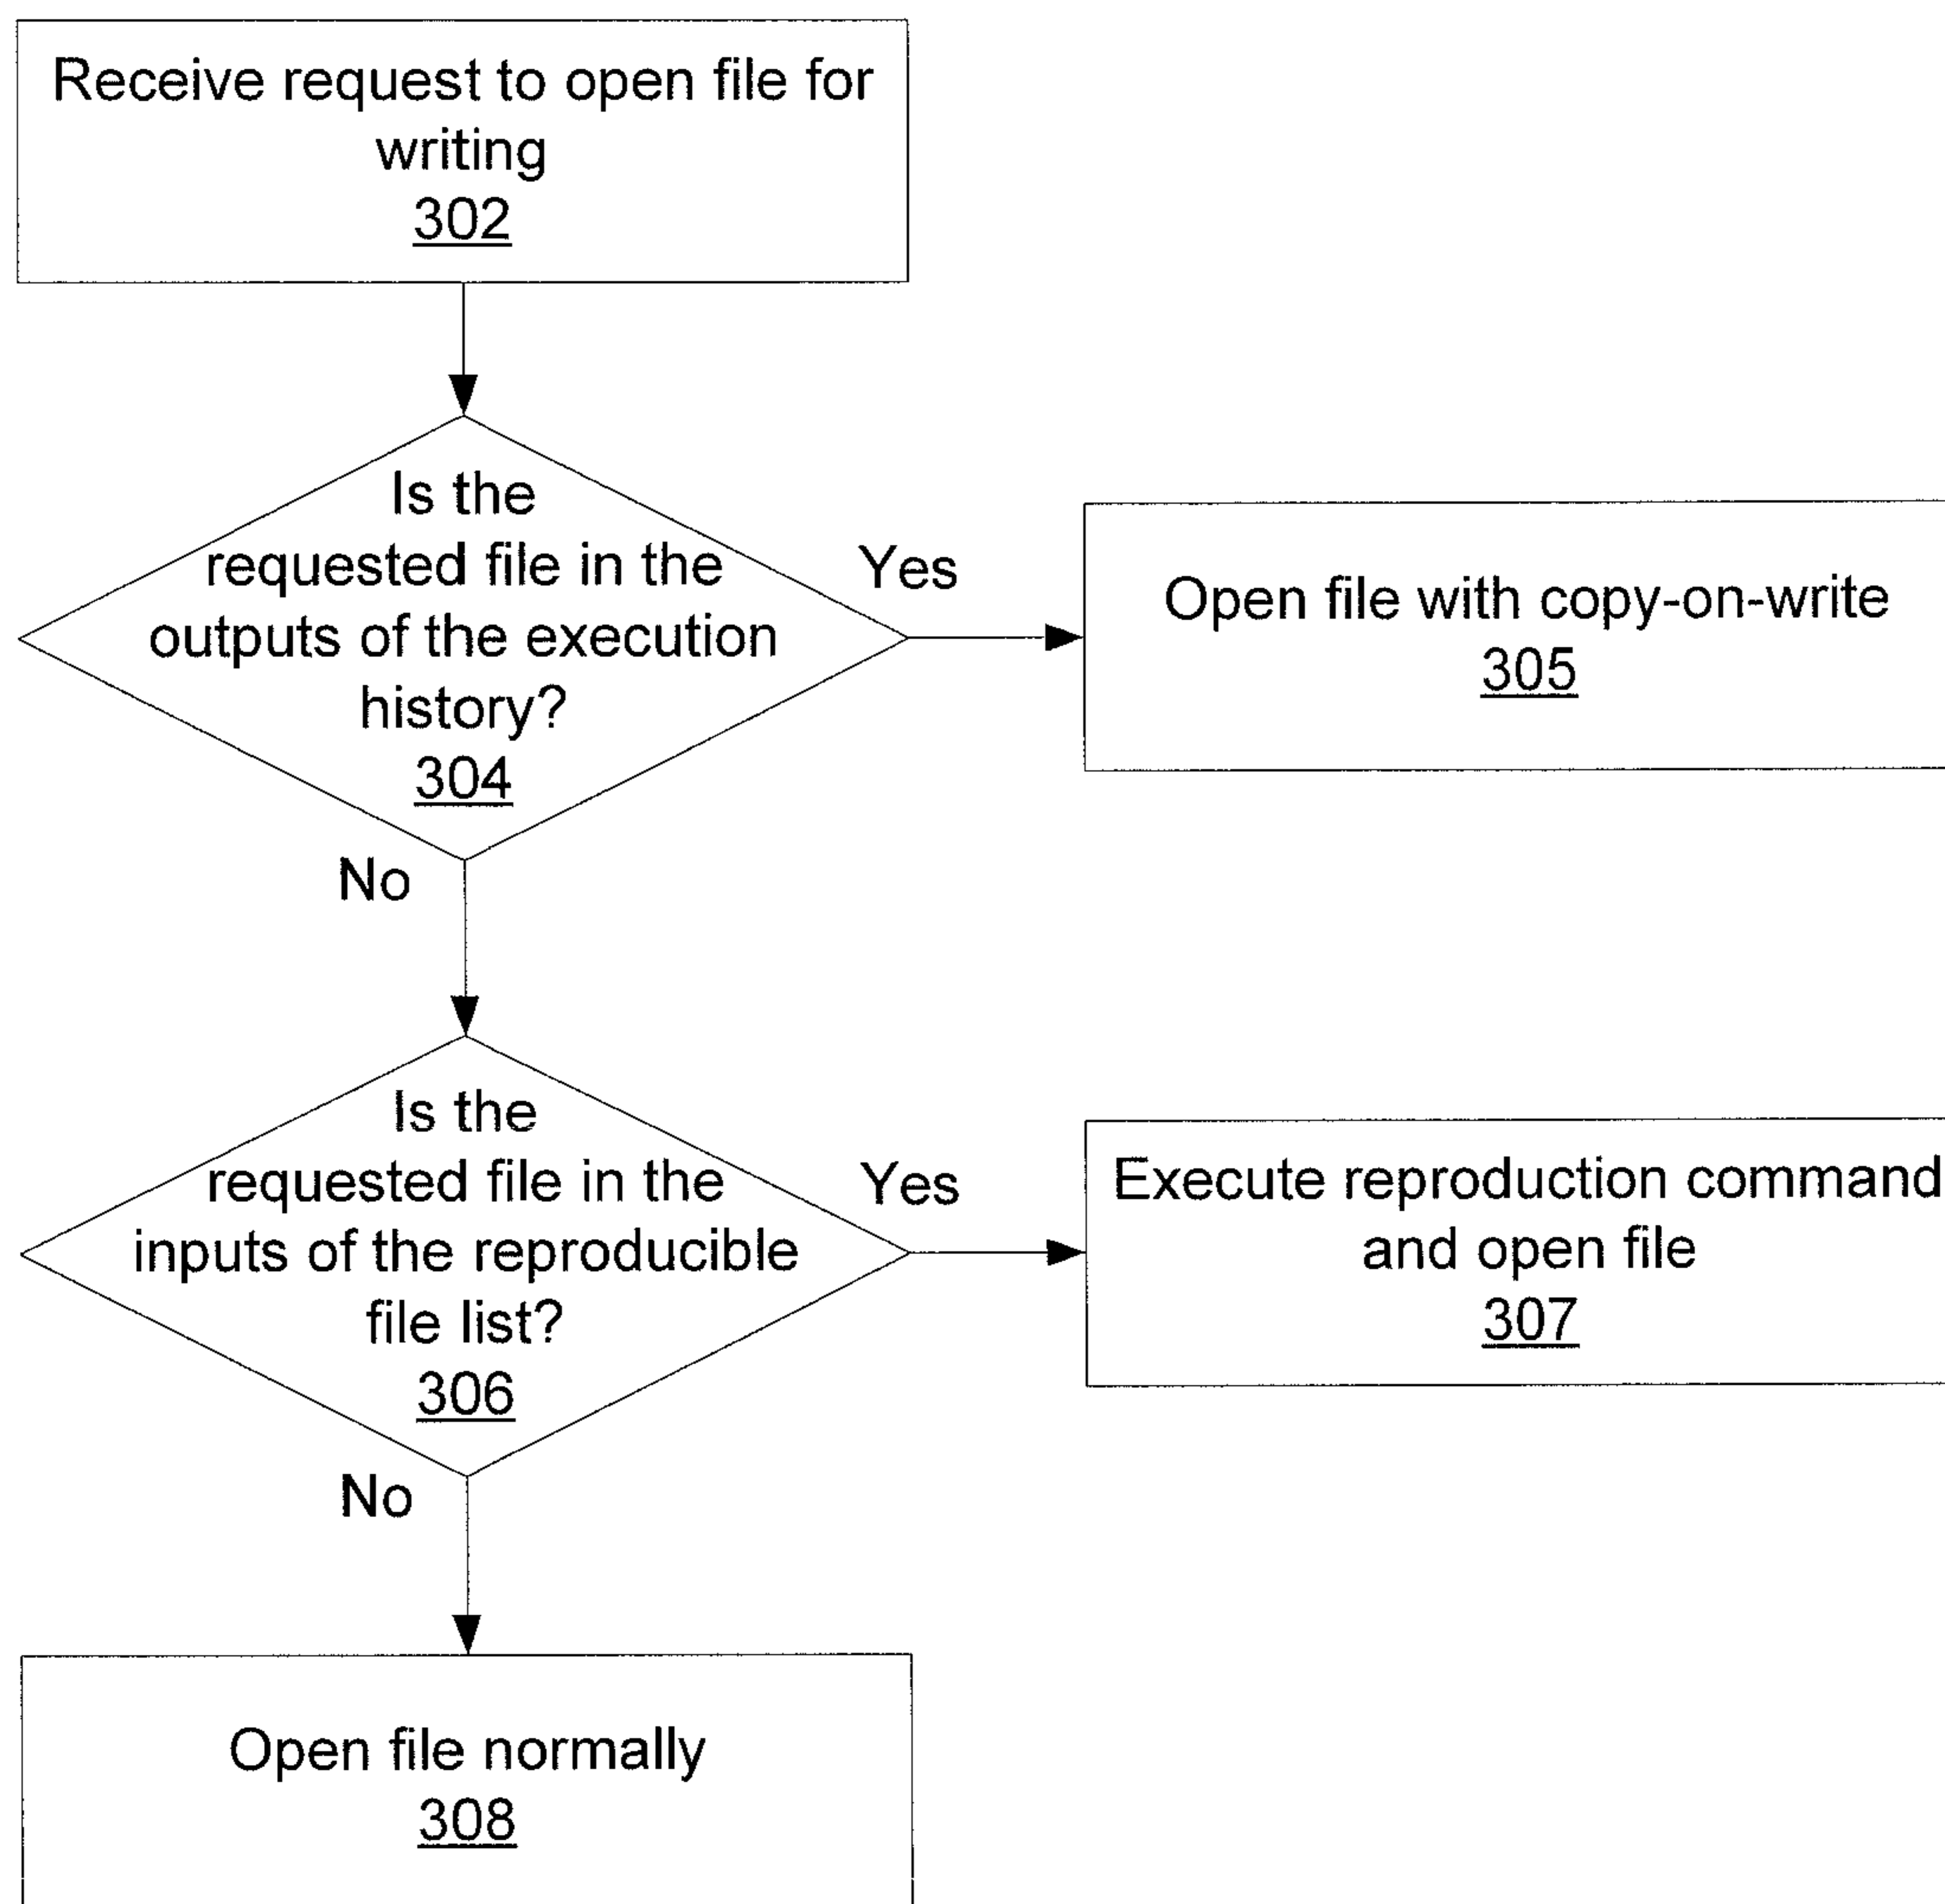 Receive request to open file for
writing
302
Is the
requested file in the
outputs of the execution
history?
304
Yes
Open file with copy-on-write
305
No
Is the
requested file in the
inputs of the reproducible
file list?
306
Yes
Execute reproduction command
and open file
307
No
Open file normally
308